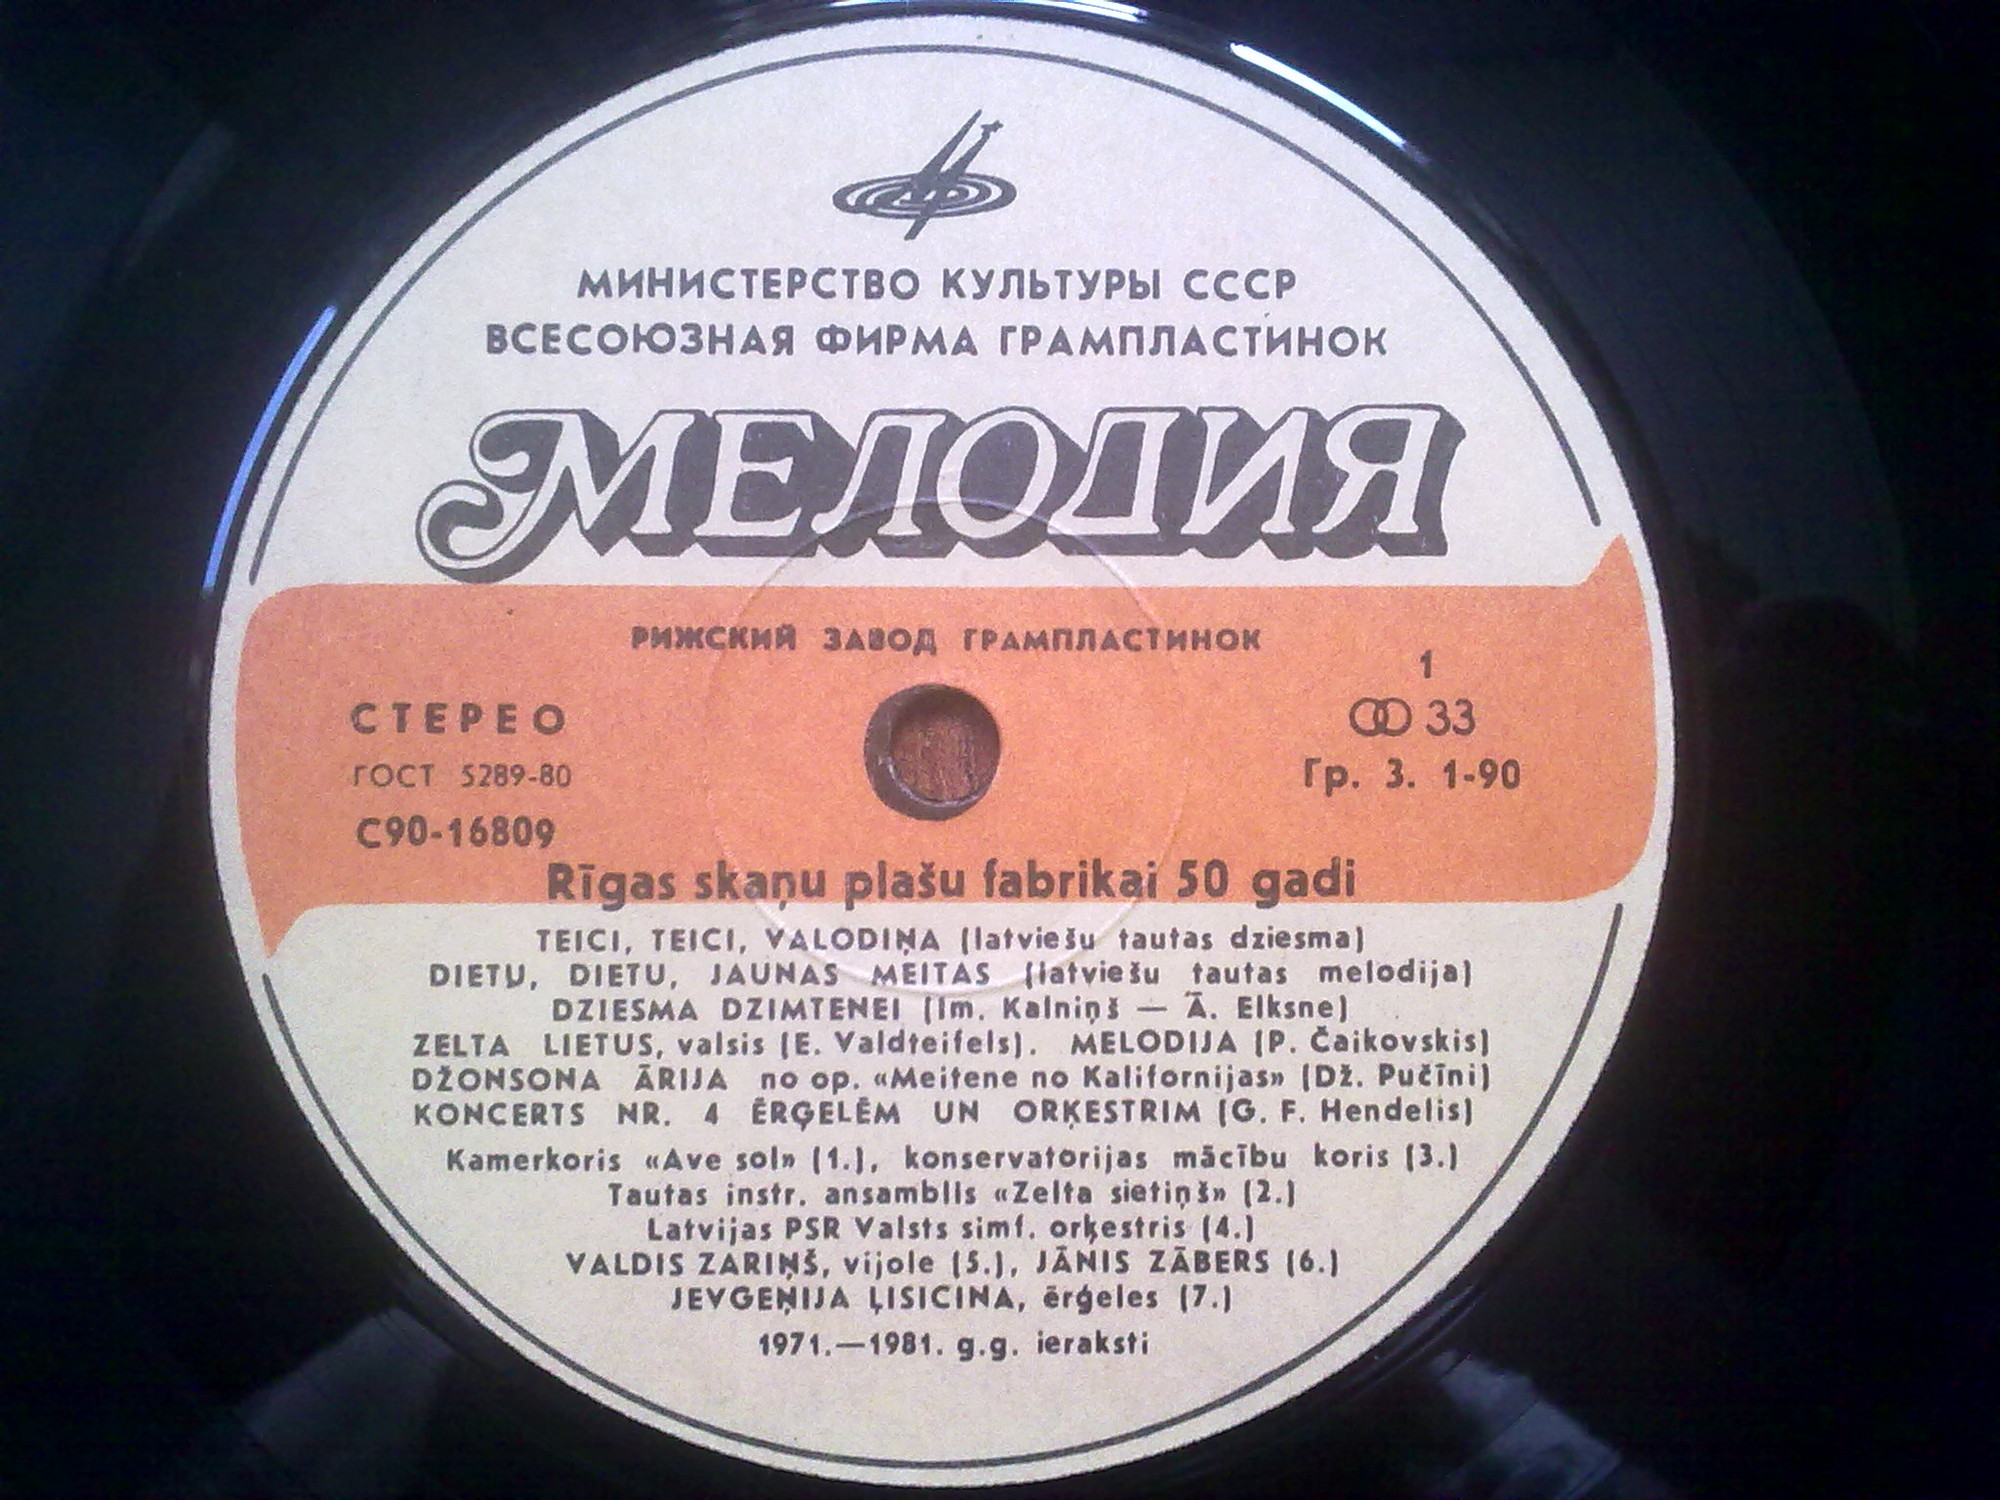 МИНИСТЕРСТВО КУЛЬТУРЫ СССР
ВСЕСОЮЗНАЯ ФИРМА ГРАМПЛАСТИНОК
МЕЛОДИЯ
РИЖСКИЙ ЗАВОД ГРАМПЛАСТИНОК
1
СТЕРЕО 33
ГОСТ 5289-80 Гр. 3. 1-90
С90-16809
Rīgas skaņu plašu fabrikai 50 gadi
TEICI, TEICI, VALODIŅA (latviešu tautas dziesma)
DIETU, DIETU, JAUNAS MEITAS (latviešu tautas melodija)
DZIESMA DZIMTENEI (Im. Kalniņš — Ā. Elksne)
ZELTA LIETUS, valsis (E. Valdteifels). MELODIJA (P. Čaikovskis)
DŽONSONA ĀRIJA no op. «Meitene no Kalifornijas» (Dž. Pučīni)
KONCERTS NR. 4 ĒRĢELĒM UN ORĶESTRIM (G. F. Hendelis)
Kamerkoris «Ave sol» (1.), konservatorijas mācību koris (3.)
Tautas instr. ansamblis «Zelta sietiņš» (2.)
Latvijas PSR Valsts simf. orķestris (4.)
VALDIS ZARIŅŠ, vijole (5.), JĀNIS ZĀBERS (6.)
JEVGEŅIJA ĻISICINA, ērģeles (7.)
1971.—1981. g.g. ieraksti